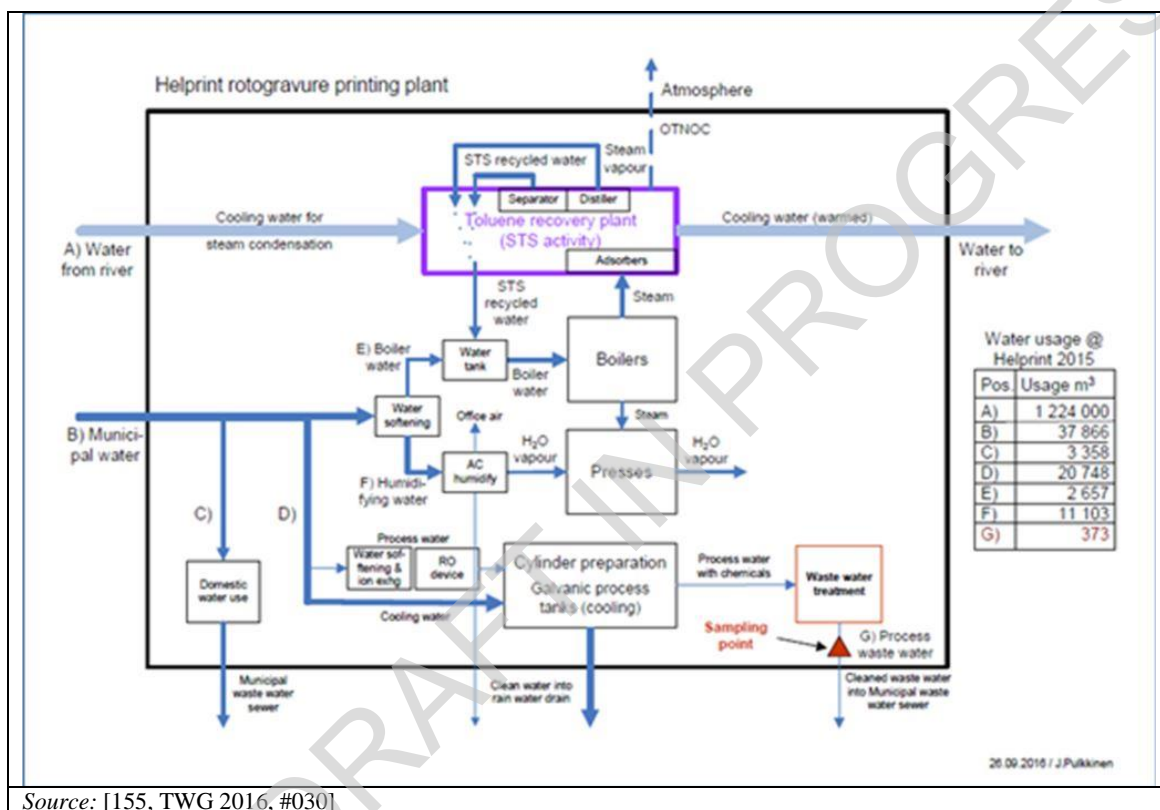 Helprint rotogravure printing plant
Atmosphere
OTNOC
Steam
vapour
STS recycled water
Separator
Distiller
Toluene recovery plant
(STS activity)
Adsorbers
Cooling water for
steam condensation
A) Water
from river
Cooling water (warmed)
Water to
river
STS
recycled
water
Steam
E) Boiler
water
Water
tank
Boiler
water
Boilers
Water
softening
Office air
Steam
B) Munici-
pal water
F) Humidi-
fying water
AC
humidify
H2O
vapour
Presses
H2O
vapour
Water usage @
Helprint 2015
Pos. Usage m³
A) 1 224 000
B) 37 866
C) 3 358
D) 20 748
E) 2 657
F) 11 103
G) 373
C)
D)
Process water
Water sof-
ftening &
ion exhg
RO
device
Cylinder preparation
Galvanic process
tanks (cooling)
Process water
with chemicals
Waste water
treatment
Domestic
water use
Cooling water
Sampling
point
G) Process
waste water
Municipal
waste water
sewer
Clean water into
rain water drain
Cleaned waste water
into Municipal waste
water sewer
26.09.2016 / J.Pulkkinen
Source: [155, TWG 2016, #030]
DRAFT IN PROGRES